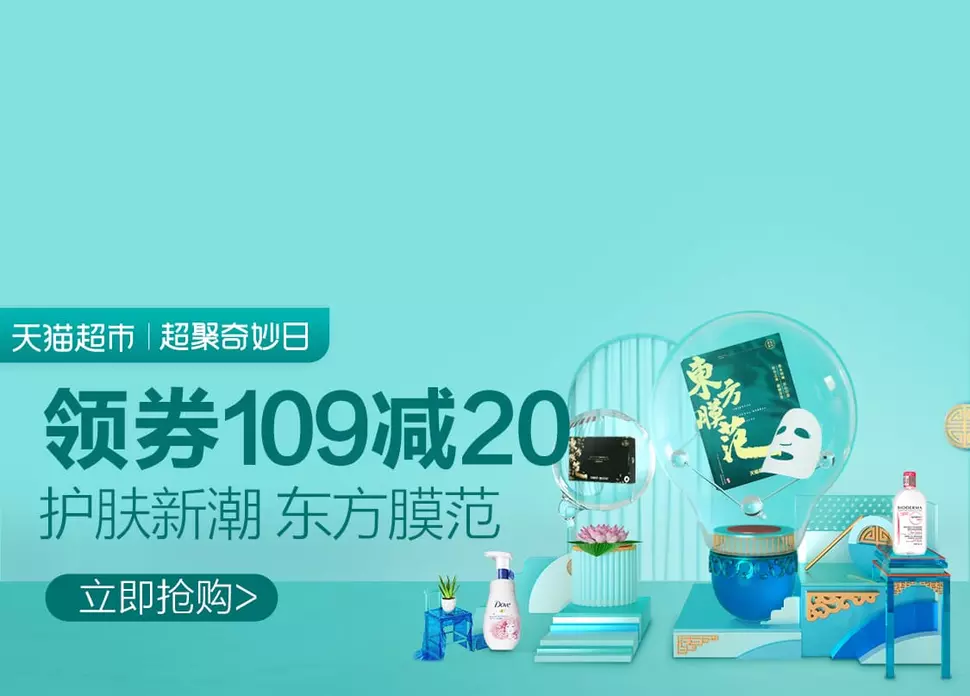 天猫超市|超聚奇妙日
领券109减20
护肤新潮 东方膜范
立即抢购>
東方膜范
Dove
BIODERMA